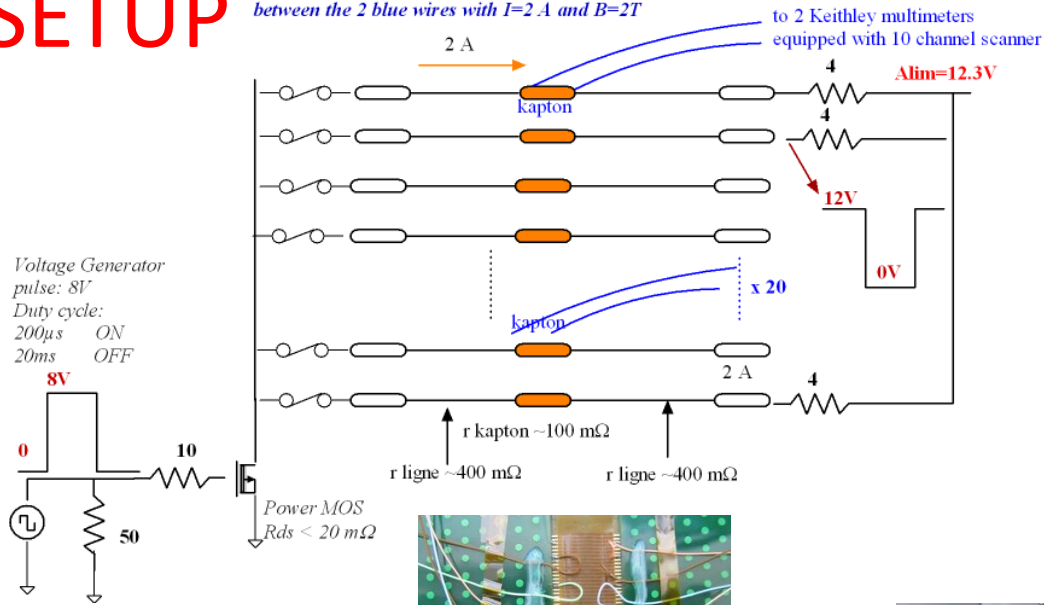 SETUP
between the 2 blue wires with I=2 A and B=2T
to 2 Keithley multimeters
equipped with 10 channel scanner
2 A
4
Alim=12.3V
kapton
4
12V
0V
Voltage Generator
pulse: 8V
Duty cycle:
200μs ON
20ms OFF
x 20
kapton
8V
2 A
4
0
10
r kapton ~100 mΩ
r ligne ~400 mΩ
r ligne ~400 mΩ
50
Power MOS
Rds < 20 mΩ